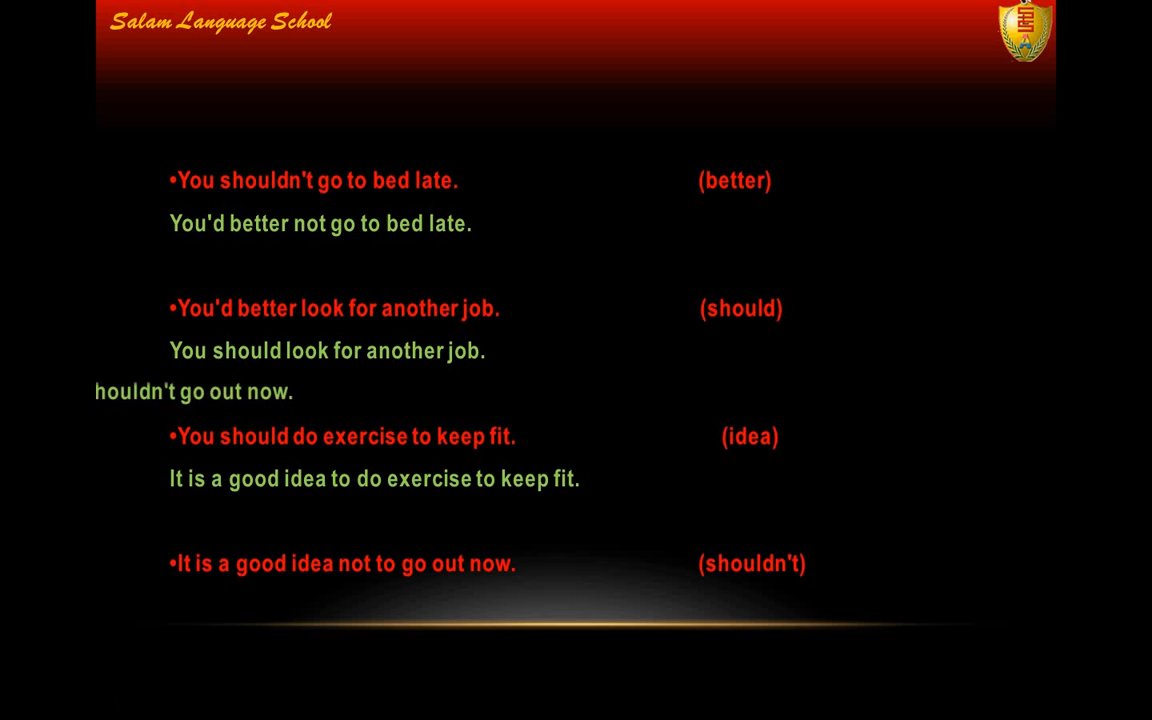 Salam Language School
•You shouldn't go to bed late. (better)
You'd better not go to bed late.
•You'd better look for another job. (should)
You should look for another job.
houldn't go out now.
•You should do exercise to keep fit. (idea)
It is a good idea to do exercise to keep fit.
•It is a good idea not to go out now. (shouldn't)